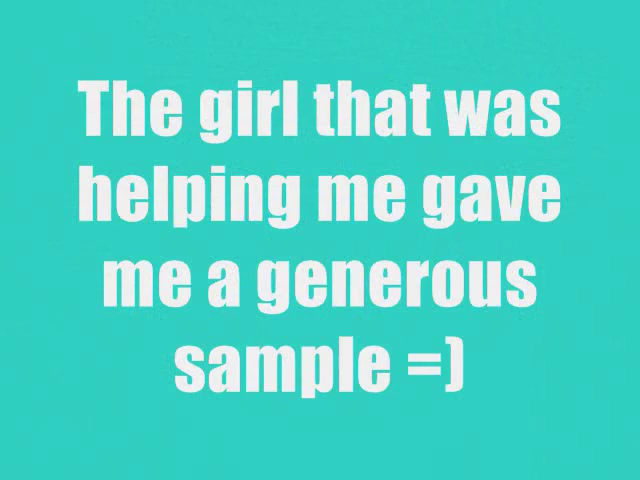 The girl that was
helping me gave
me a generous
sample =)